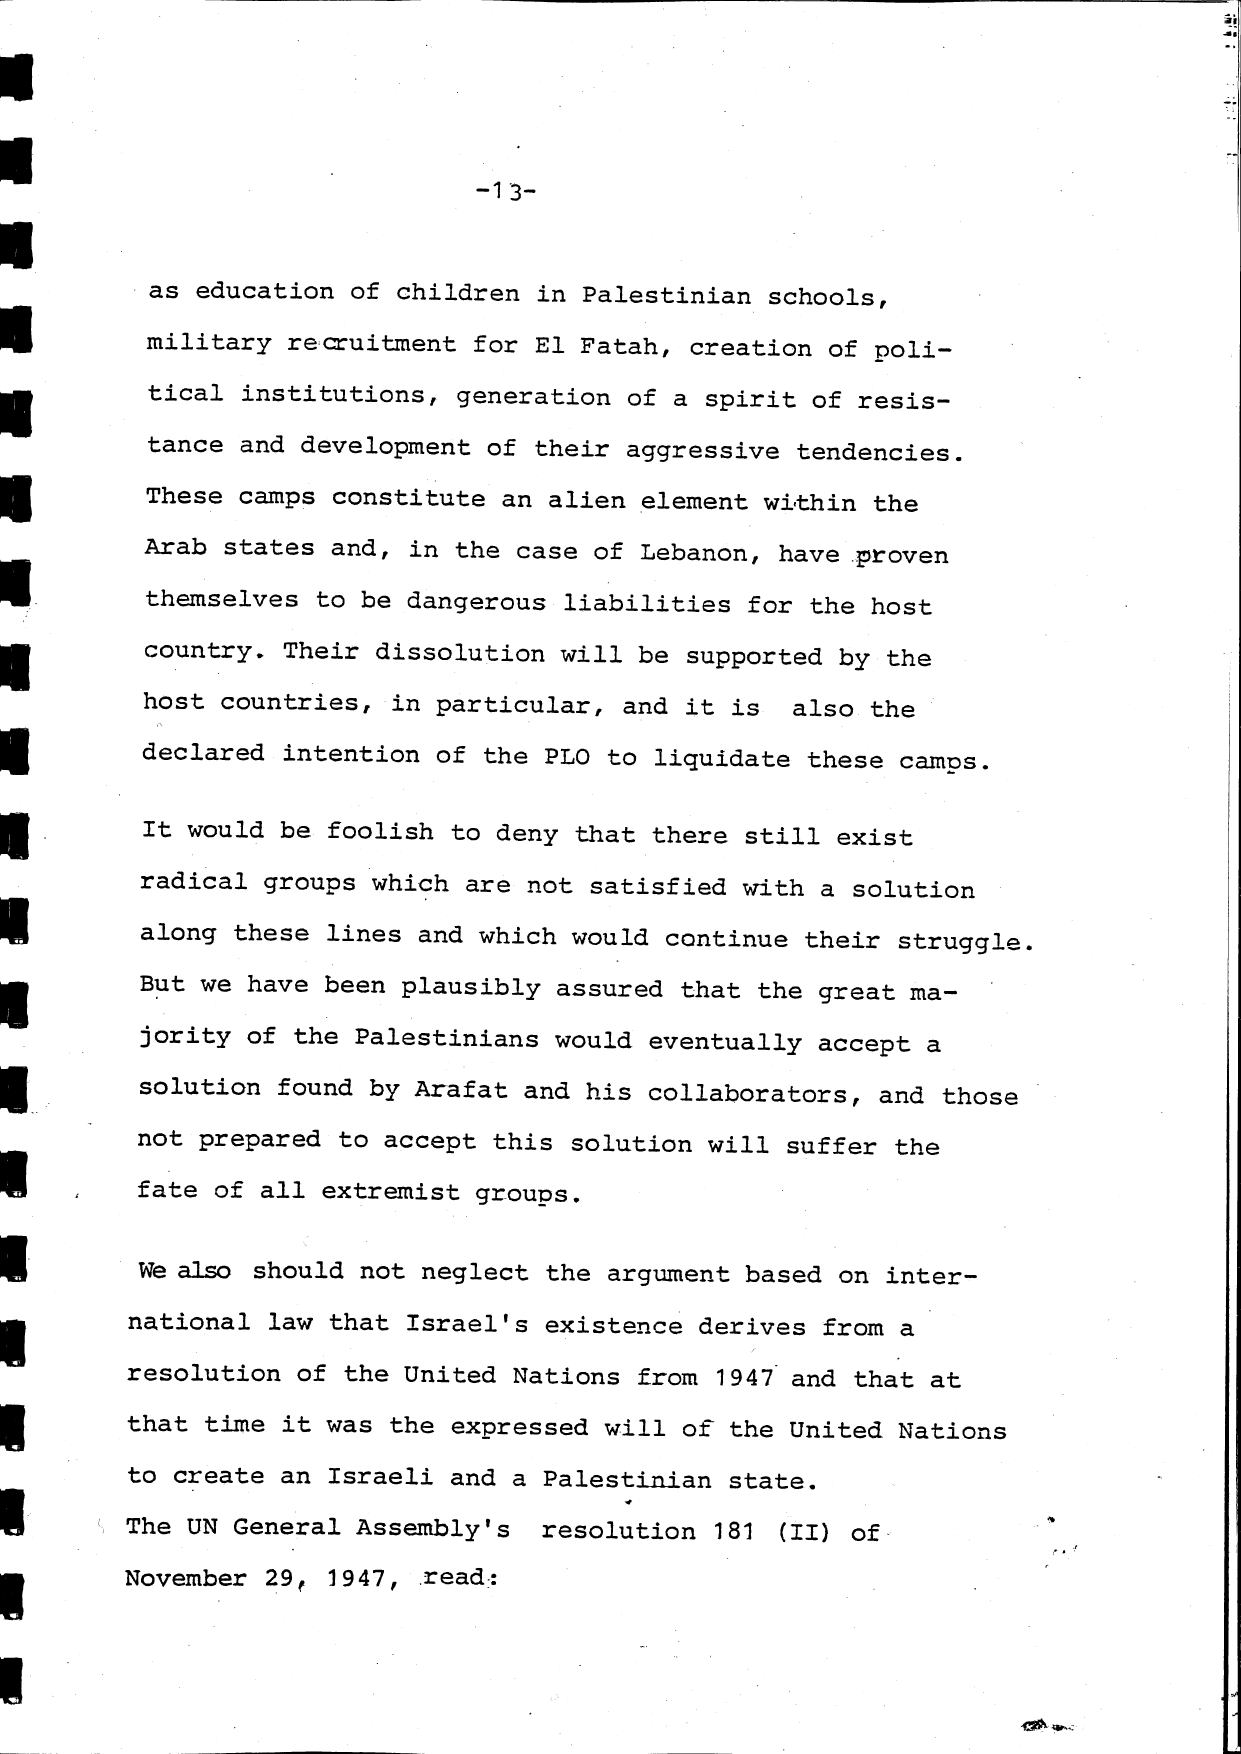 -13-
as education of children in Palestinian schools,
military recruitment for El Fatah, creation of poli-
tical institutions, generation of a spirit of resis-
tance and development of their aggressive tendencies.
These camps constitute an alien element within the
Arab states and, in the case of Lebanon, have proven
themselves to be dangerous liabilities for the host
country. Their dissolution will be supported by the
host countries, in particular, and it is also the
declared intention of the PLO to liquidate these camps.
It would be foolish to deny that there still exist
radical groups which are not satisfied with a solution
along these lines and which would continue their struggle.
But we have been plausibly assured that the great ma-
jority of the Palestinians would eventually accept a
solution found by Arafat and his collaborators, and those
not prepared to accept this solution will suffer the
fate of all extremist groups.
We also should not neglect the argument based on inter-
national law that Israel's existence derives from a
resolution of the United Nations from 1947 and that at
that time it was the expressed will of the United Nations
to create an Israeli and a Palestinian state.
The UN General Assembly's resolution 181 (II) of
November 29, 1947, read: